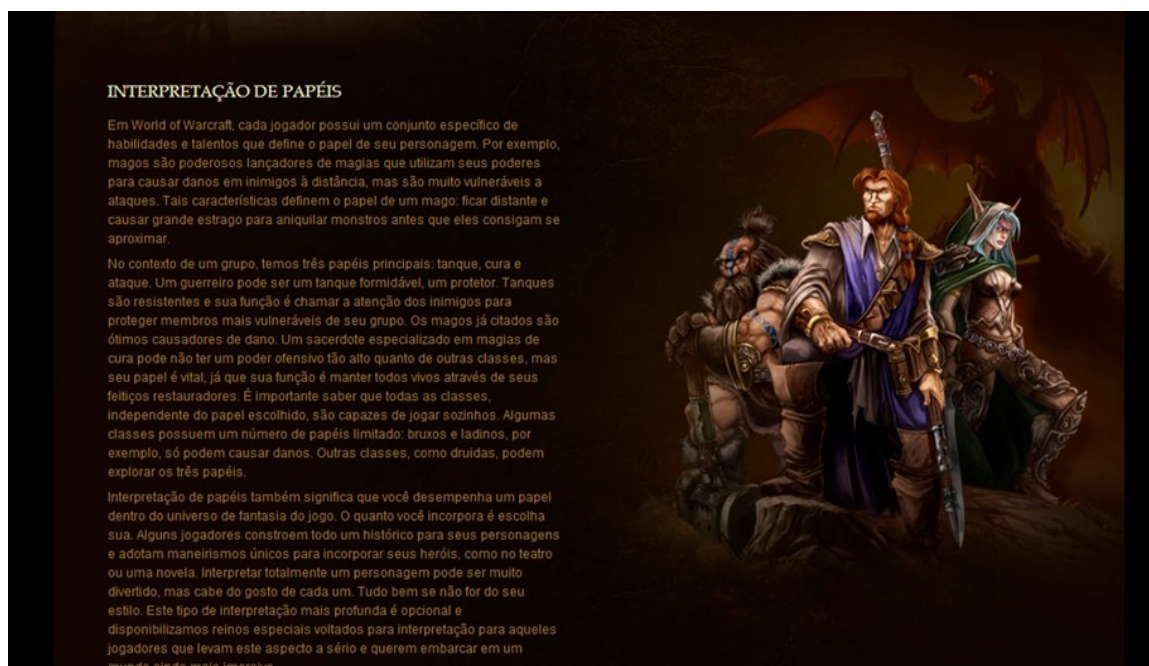 INTERPRETAÇÃO DE PAPÉIS
Em World of Warcraft, cada jogador possui um conjunto específico de
habilidades e talentos que define o papel de seu personagem. Por exemplo,
magos são poderosos lançadores de magias que utilizam seus poderes
para causar danos em inimigos à distância, mas são muito vulneráveis a
ataques. Tais características definem o papel de um mago: ficar distante e
causar grande estrago para aniquilar monstros antes que eles consigam se
aproximar.
No contexto de um grupo, temos três papéis principais: tanque, cura e
ataque. Um guerreiro pode ser um tanque formidável, um protetor. Tanques
são resistentes e sua função é chamar a atenção dos inimigos para
proteger membros mais vulneráveis de seu grupo. Os magos já citados são
ótimos causadores de dano. Um sacerdote especializado em magias de
cura pode não ter um poder ofensivo tão alto quanto de outras classes, mas
seu papel é vital, já que sua função é manter todos vivos através de seus
feitiços restauradores. É importante saber que todas as classes,
independente do papel escolhido, são capazes de jogar sozinhos. Algumas
classes possuem um número de papéis limitado: bruxos e ladinos, por
exemplo, só podem causar danos. Outras classes, como druidas, podem
explorar os três papéis.
Interpretação de papéis também significa que você desempenha um papel
dentro do universo de fantasia do jogo. O quanto você incorpora é escolha
sua. Alguns jogadores constroem todo um histórico para seus personagens
e adotam maneirismos únicos para incorporar seus heróis, como no teatro
ou uma novela. Interpretar totalmente um personagem pode ser muito
divertido, mas cabe do gosto de cada um. Tudo bem se não for do seu
estilo. Este tipo de interpretação mais profunda é opcional e
disponibilizamos reinos especiais voltados para interpretação para aqueles
jogadores que levam este aspecto a sério e querem embarcar em um
mundo ainda mais imersivo.